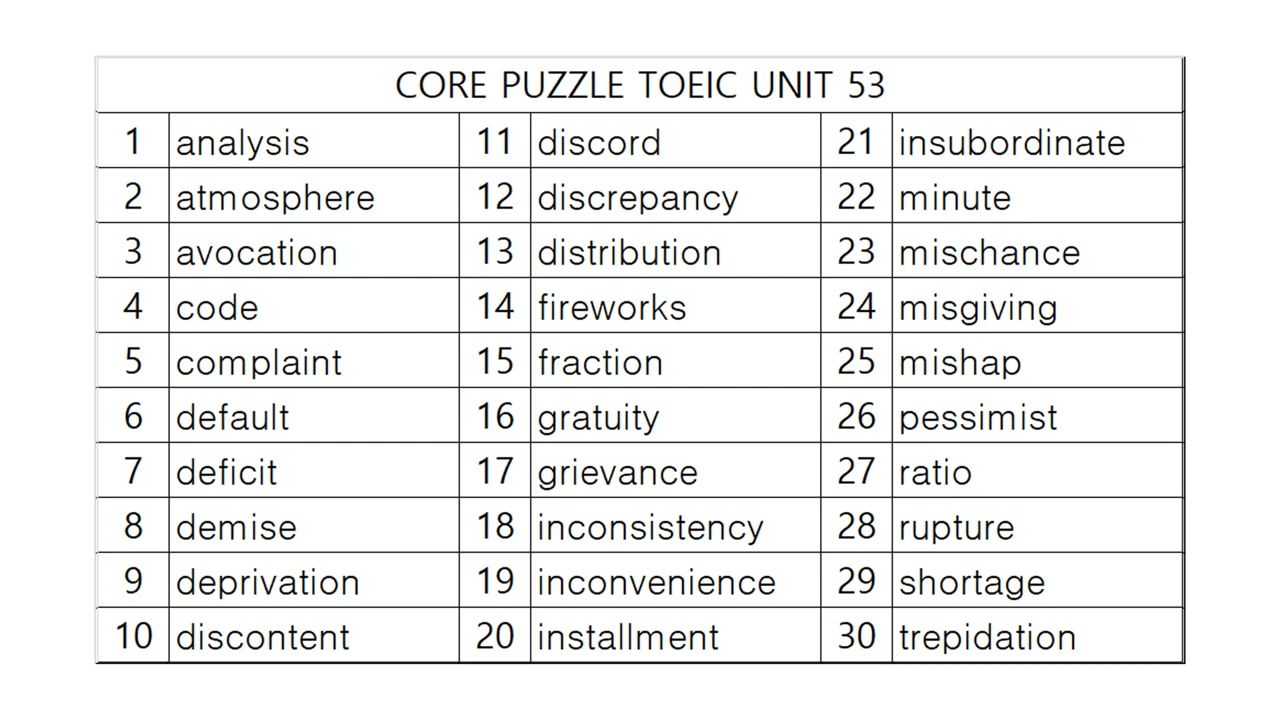 CORE PUZZLE TOEIC UNIT 53
1 analysis 11 discord 21 insubordinate
2 atmosphere 12 discrepancy 22 minute
3 avocation 13 distribution 23 mischance
4 code 14 fireworks 24 misgiving
5 complaint 15 fraction 25 mishap
6 default 16 gratuity 26 pessimist
7 deficit 17 grievance 27 ratio
8 demise 18 inconsistency 28 rupture
9 deprivation 19 inconvenience 29 shortage
10 discontent 20 installment 30 trepidation